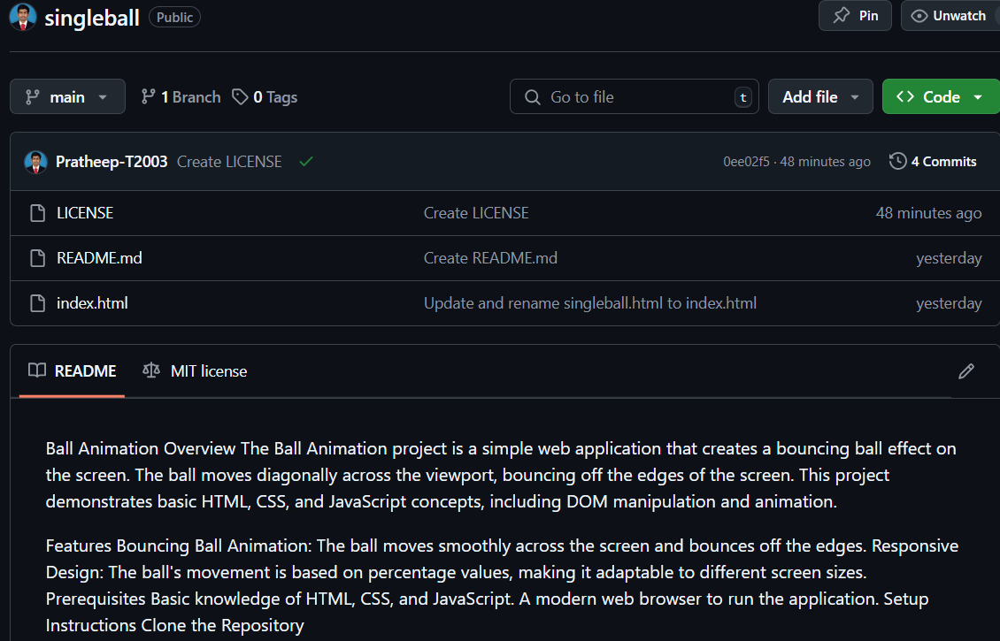 singleball Public Pin Unwatch
main 1 Branch 0 Tags Go to file t Add file Code
Pratheep-T2003 Create LICENSE 0ee02f5 · 48 minutes ago 4 Commits
LICENSE Create LICENSE 48 minutes ago
README.md Create README.md yesterday
index.html Update and rename singleball.html to index.html yesterday
README MIT license
Ball Animation Overview The Ball Animation project is a simple web application that creates a bouncing ball effect on
the screen. The ball moves diagonally across the viewport, bouncing off the edges of the screen. This project
demonstrates basic HTML, CSS, and JavaScript concepts, including DOM manipulation and animation.
Features Bouncing Ball Animation: The ball moves smoothly across the screen and bounces off the edges. Responsive
Design: The ball's movement is based on percentage values, making it adaptable to different screen sizes.
Prerequisites Basic knowledge of HTML, CSS, and JavaScript. A modern web browser to run the application. Setup
Instructions Clone the Repository